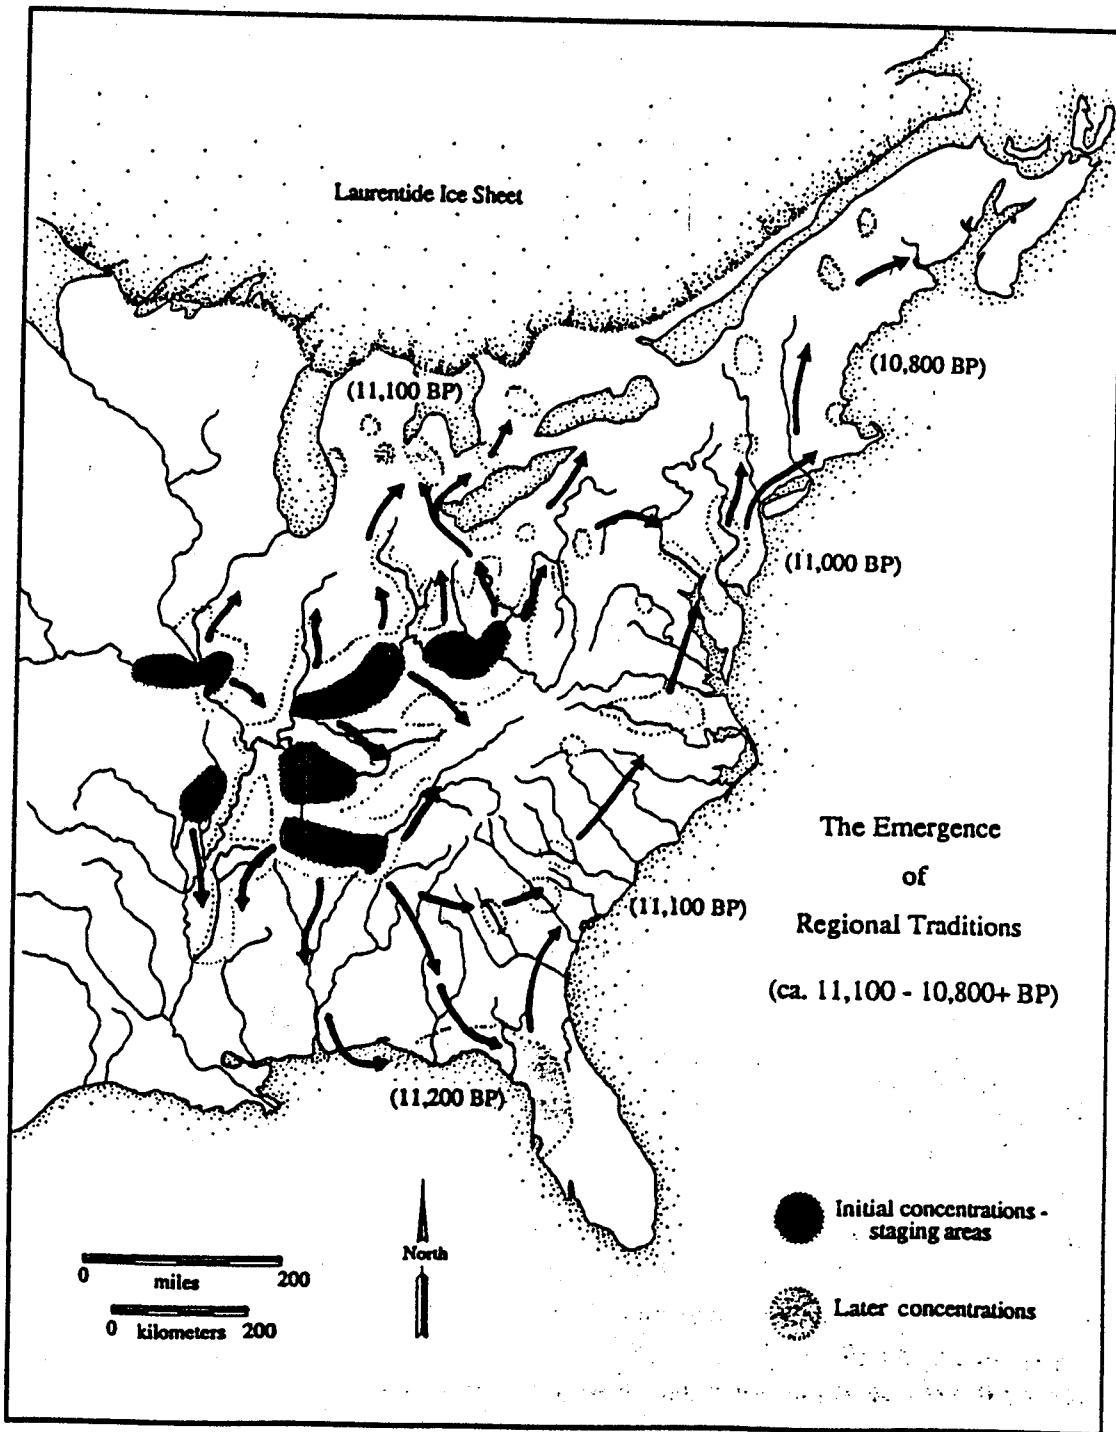 Laurentide Ice Sheet
(11,100 BP)
(10,800 BP)
(11,000 BP)
The Emergence
of
Regional Traditions
(ca. 11,100 - 10,800+ BP)
(11,100 BP)
(11,200 BP)
Initial concentrations -
staging areas
North
0 miles 200
Later concentrations
0 kilometers 200